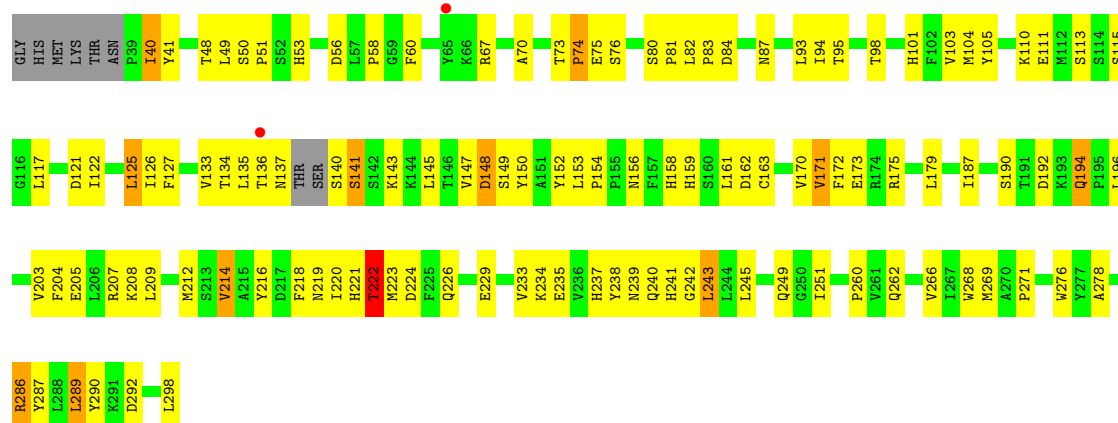 GLY HIS MET LYS THR ASN P39 I40 Y41 T48 L49 S50 P51 S52 H53 D56 L57 P58 G59 F60 Y65 K66 R67 A70 T73 P74 E75 S76 S80 P81 L82 P83 D84 N87 L93 I94 T95 T98 H101 F102 V103 M104 Y105 K110 E111 M112 S113 S114 S115
G116 L117 D121 I122 L125 I126 F127 V133 T134 L135 T136 N137 THR SER S140 S141 S142 K143 K144 L145 T146 V147 D148 S149 Y150 A151 Y152 L153 P154 P155 N156 F157 H158 H159 S160 L161 D162 C163 V170 V171 F172 E173 R174 R175 L179 I187 S190 T191 D192 K193 Q194 P195 L196
V203 F204 E205 L206 R207 K208 L209 M212 S213 V214 A215 Y216 D217 F218 N219 I220 H221 T222 M223 D224 F225 Q226 E229 V233 K234 E235 V236 H237 Y238 N239 Q240 H241 G242 L243 L244 L245 Q249 G250 I251 P260 V261 Q262 V266 I267 W268 M269 A270 P271 W276 Y277 A278
R286 Y287 L288 L289 Y290 K291 D292 L298